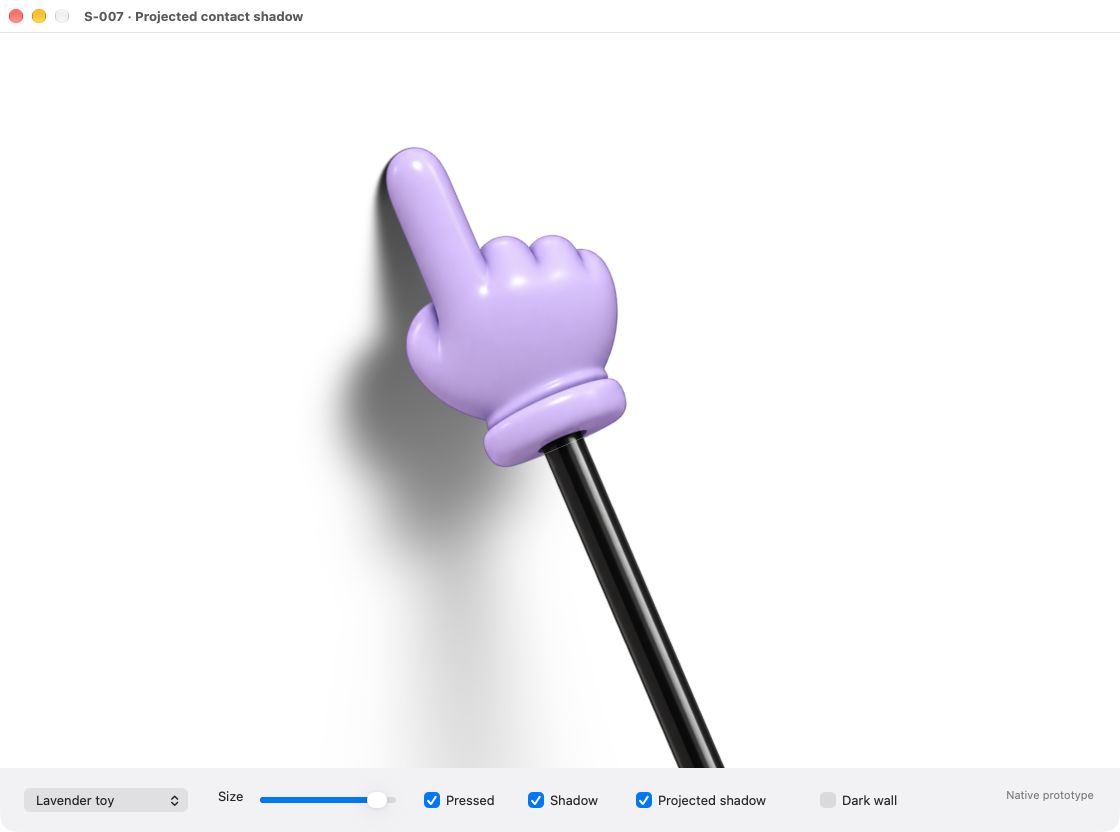 S-007 · Projected contact shadow
Lavender toy
Size
Pressed
Shadow
Projected shadow
Dark wall
Native prototype